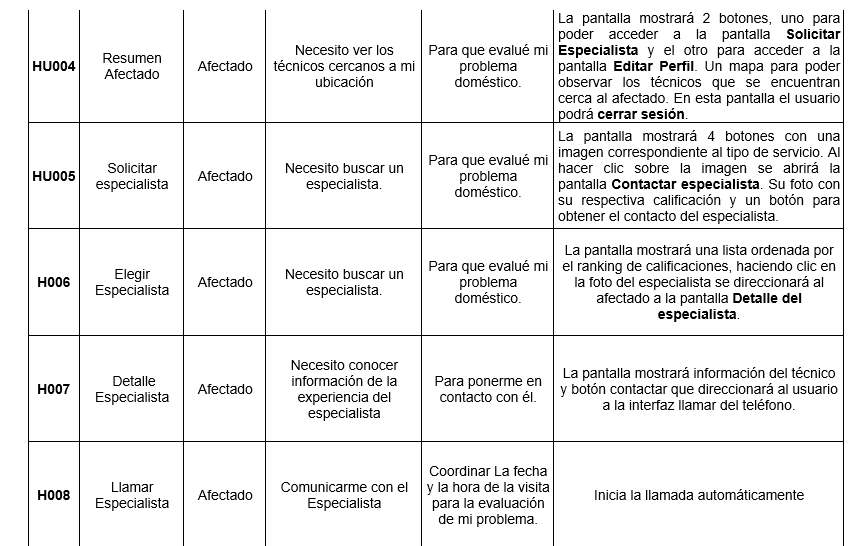 HU004
Resumen
Afectado
Afectado
Necesito ver los
técnicos cercanos a mi
ubicación
Para que evalué mi
problema
doméstico.
La pantalla mostrará 2 botones, uno para
poder acceder a la pantalla Solicitar
Especialista y el otro para acceder a la
pantalla Editar Perfil. Un mapa para poder
observar los técnicos que se encuentran
cerca al afectado. En esta pantalla el usuario
podrá cerrar sesión.
HU005
Solicitar
especialista
Afectado
Necesito buscar un
especialista.
Para que evalué mi
problema
doméstico.
La pantalla mostrará 4 botones con una
imagen correspondiente al tipo de servicio. Al
hacer clic sobre la imagen se abrirá la
pantalla Contactar especialista. Su foto con
su respectiva calificación y un botón para
obtener el contacto del especialista.
H006
Elegir
Especialista
Afectado
Necesito buscar un
especialista.
Para que evalué mi
problema
doméstico.
La pantalla mostrará una lista ordenada por
el ranking de calificaciones, haciendo clic en
la foto del especialista se direccionará al
afectado a la pantalla Detalle del
especialista.
H007
Detalle
Especialista
Afectado
Necesito conocer
información de la
experiencia del
especialista
Para ponerme en
contacto con él.
La pantalla mostrará información del técnico
y botón contactar que direccionará al usuario
a la interfaz llamar del teléfono.
H008
Llamar
Especialista
Afectado
Comunicarme con el
Especialista
Coordinar La fecha
y la hora de la visita
para la evaluación
de mi problema.
Inicia la llamada automáticamente